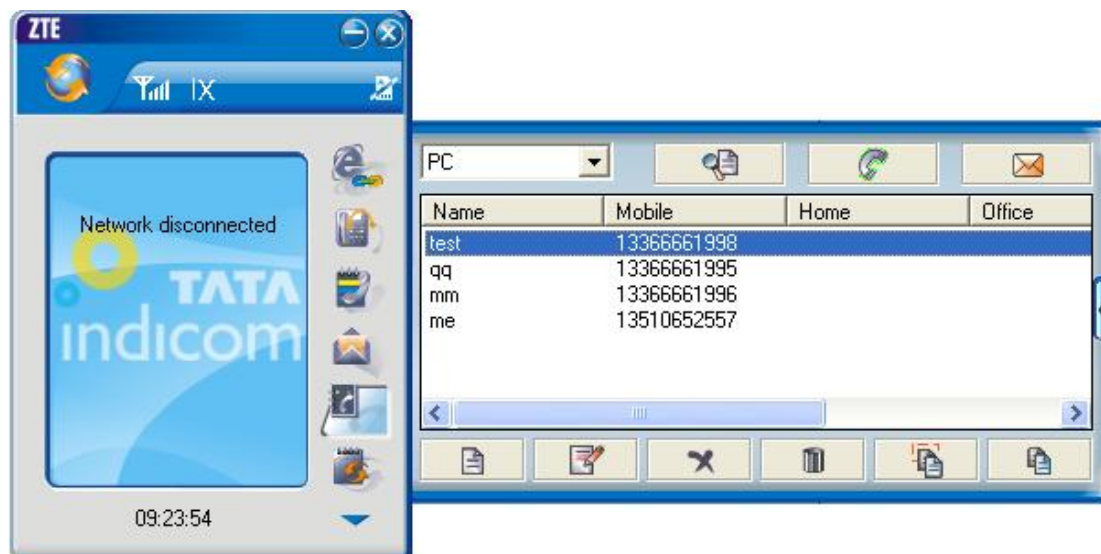 ZTE
1X
Network disconnected
TATA
indicom
09:23:54
PC
Name Mobile Home Office
test 13366661998
qq 13366661995
mm 13366661996
me 13510652557